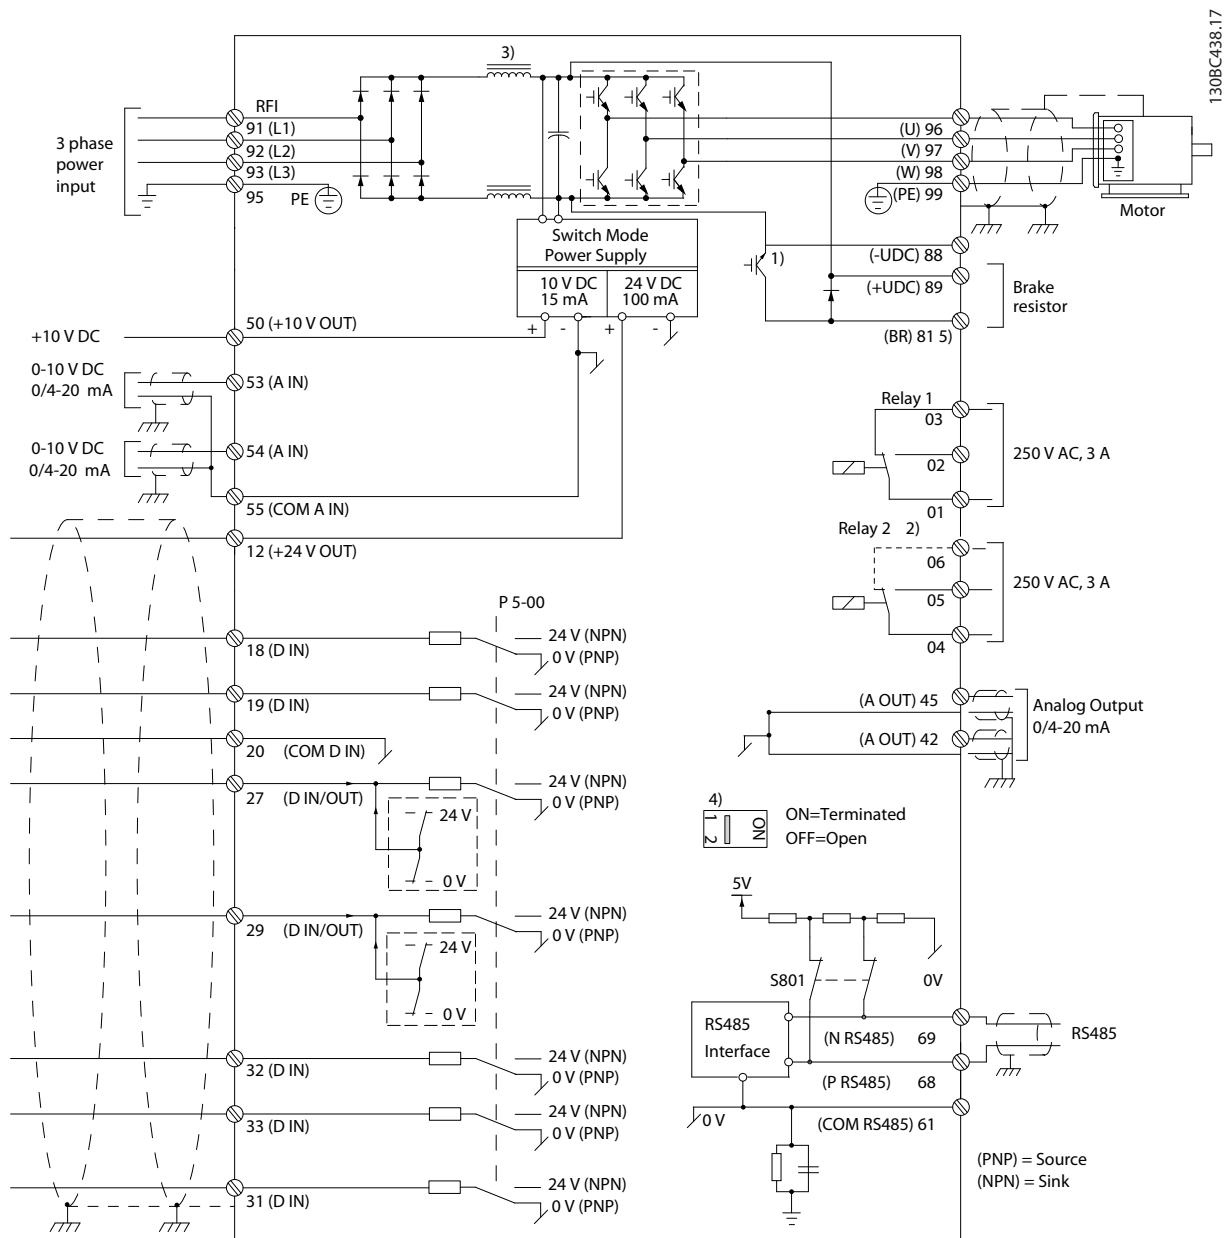 130BC438.17
3)
RFI
91 (L1)
92 (L2)
93 (L3)
95
PE
3 phase
power
input
(U) 96
(V) 97
(W) 98
(PE) 99
Motor
Switch Mode
Power Supply
10 V DC
15 mA
24 V DC
100 mA
+
-
+
-
1)
(-UDC) 88
(+UDC) 89
(BR) 81 5)
Brake
resistor
50 (+10 V OUT)
+10 V DC
0-10 V DC
0/4-20 mA
53 (A IN)
0-10 V DC
0/4-20 mA
54 (A IN)
55 (COM A IN)
12 (+24 V OUT)
Relay 1
03
02
01
250 V AC, 3 A
Relay 2 2)
06
05
04
250 V AC, 3 A
P 5-00
18 (D IN)
24 V (NPN)
0 V (PNP)
19 (D IN)
24 V (NPN)
0 V (PNP)
20 (COM D IN)
27 (D IN/OUT)
24 V (NPN)
0 V (PNP)
24 V
0 V
29 (D IN/OUT)
24 V (NPN)
0 V (PNP)
24 V
0 V
32 (D IN)
24 V (NPN)
0 V (PNP)
33 (D IN)
24 V (NPN)
0 V (PNP)
31 (D IN)
24 V (NPN)
0 V (PNP)
(A OUT) 45
(A OUT) 42
Analog Output
0/4-20 mA
4)
1 2
ON
ON=Terminated
OFF=Open
5V
S801
0V
RS485
Interface
(N RS485) 69
(P RS485) 68
RS485
0 V
(COM RS485) 61
(PNP) = Source
(NPN) = Sink